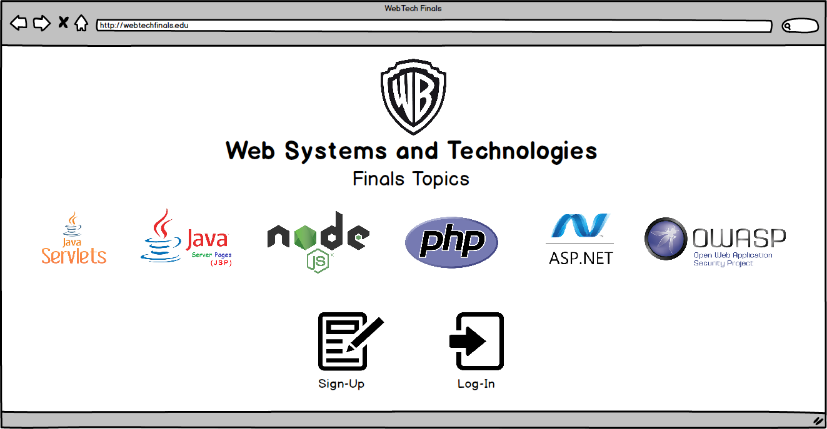 WebTech Finals
http://webtechfinals.edu
WB
Web Systems and Technologies
Finals Topics
Java
Servlets
Java
Server Pages
(JSP)
node
JS
php
ASP.NET
OWASP
Open Web Application
Security Project
Sign-Up
Log-In